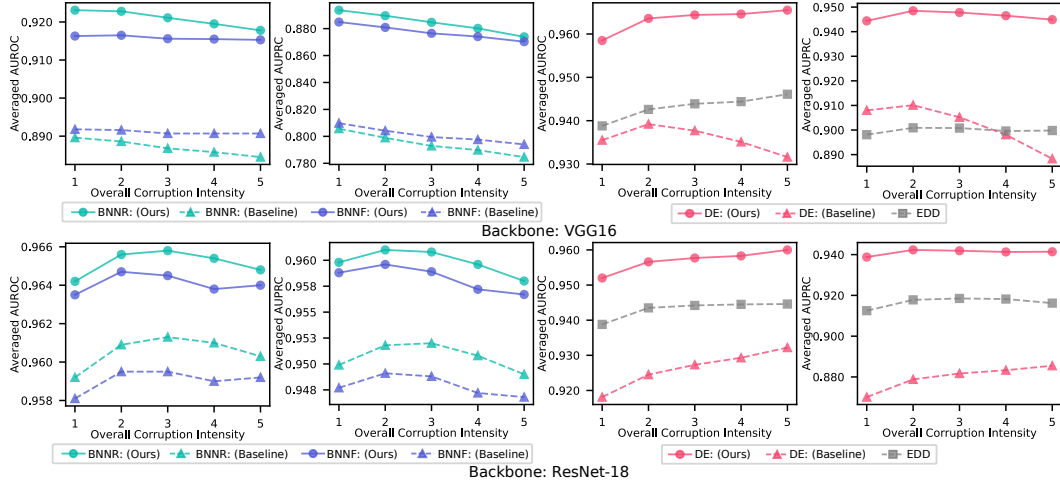 Averaged AUROC
0.920
0.910
0.900
0.890
1 2 3 4 5
Overall Corruption Intensity
Averaged AUPRC
0.880
0.860
0.840
0.820
0.800
0.780
1 2 3 4 5
Overall Corruption Intensity
BNNR: (Ours) BNNR: (Baseline) BNNF: (Ours) BNNF: (Baseline)
Averaged AUROC
0.960
0.950
0.940
0.930
1 2 3 4 5
Overall Corruption Intensity
Averaged AUPRC
0.950
0.940
0.930
0.920
0.910
0.900
0.890
1 2 3 4 5
Overall Corruption Intensity
DE: (Ours) DE: (Baseline) EDD
Backbone: VGG16
Averaged AUROC
0.966
0.964
0.962
0.960
0.958
1 2 3 4 5
Overall Corruption Intensity
Averaged AUPRC
0.960
0.958
0.955
0.953
0.950
0.948
1 2 3 4 5
Overall Corruption Intensity
BNNR: (Ours) BNNR: (Baseline) BNNF: (Ours) BNNF: (Baseline)
Averaged AUROC
0.960
0.950
0.940
0.930
0.920
1 2 3 4 5
Overall Corruption Intensity
Averaged AUPRC
0.940
0.920
0.900
0.880
1 2 3 4 5
Overall Corruption Intensity
DE: (Ours) DE: (Baseline) EDD
Backbone: ResNet-18